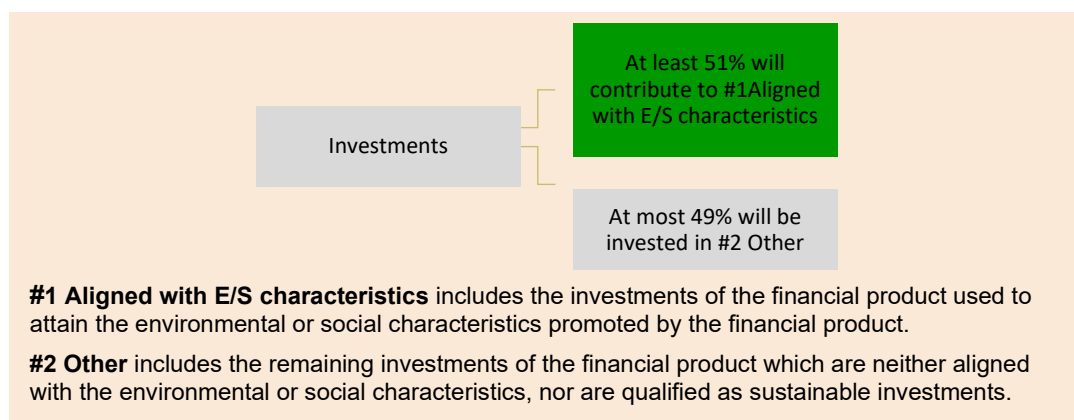 At least 51% will
contribute to #1Aligned
with E/S characteristics
Investments
At most 49% will be
invested in #2 Other
#1 Aligned with E/S characteristics includes the investments of the financial product used to
attain the environmental or social characteristics promoted by the financial product.
#2 Other includes the remaining investments of the financial product which are neither aligned
with the environmental or social characteristics, nor are qualified as sustainable investments.